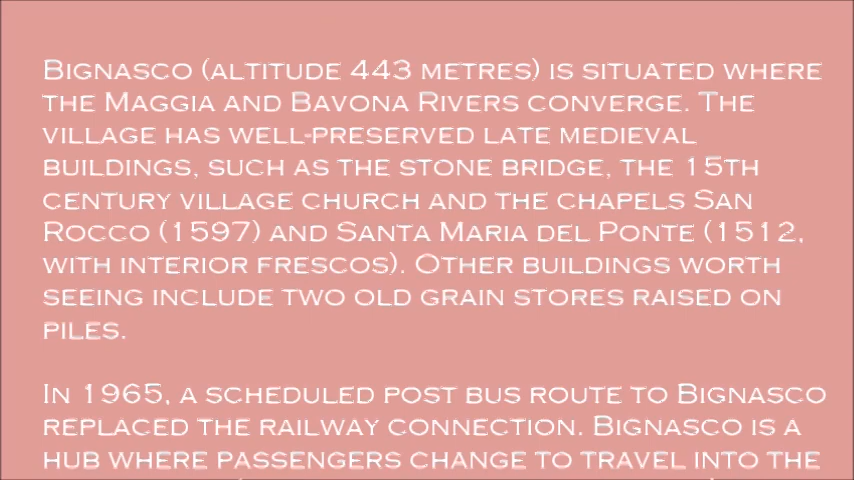 Bignasco (altitude 443 metres) is situated where
the Maggia and Bavona Rivers converge. The
village has well-preserved late medieval
buildings, such as the stone bridge, the 15th
century village church and the chapels San
Rocco (1597) and Santa Maria del Ponte (1512,
with interior frescos). Other buildings worth
seeing include two old grain stores raised on
piles.
In 1965, a scheduled post bus route to Bignasco
replaced the railway connection. Bignasco is a
hub where passengers change to travel into the